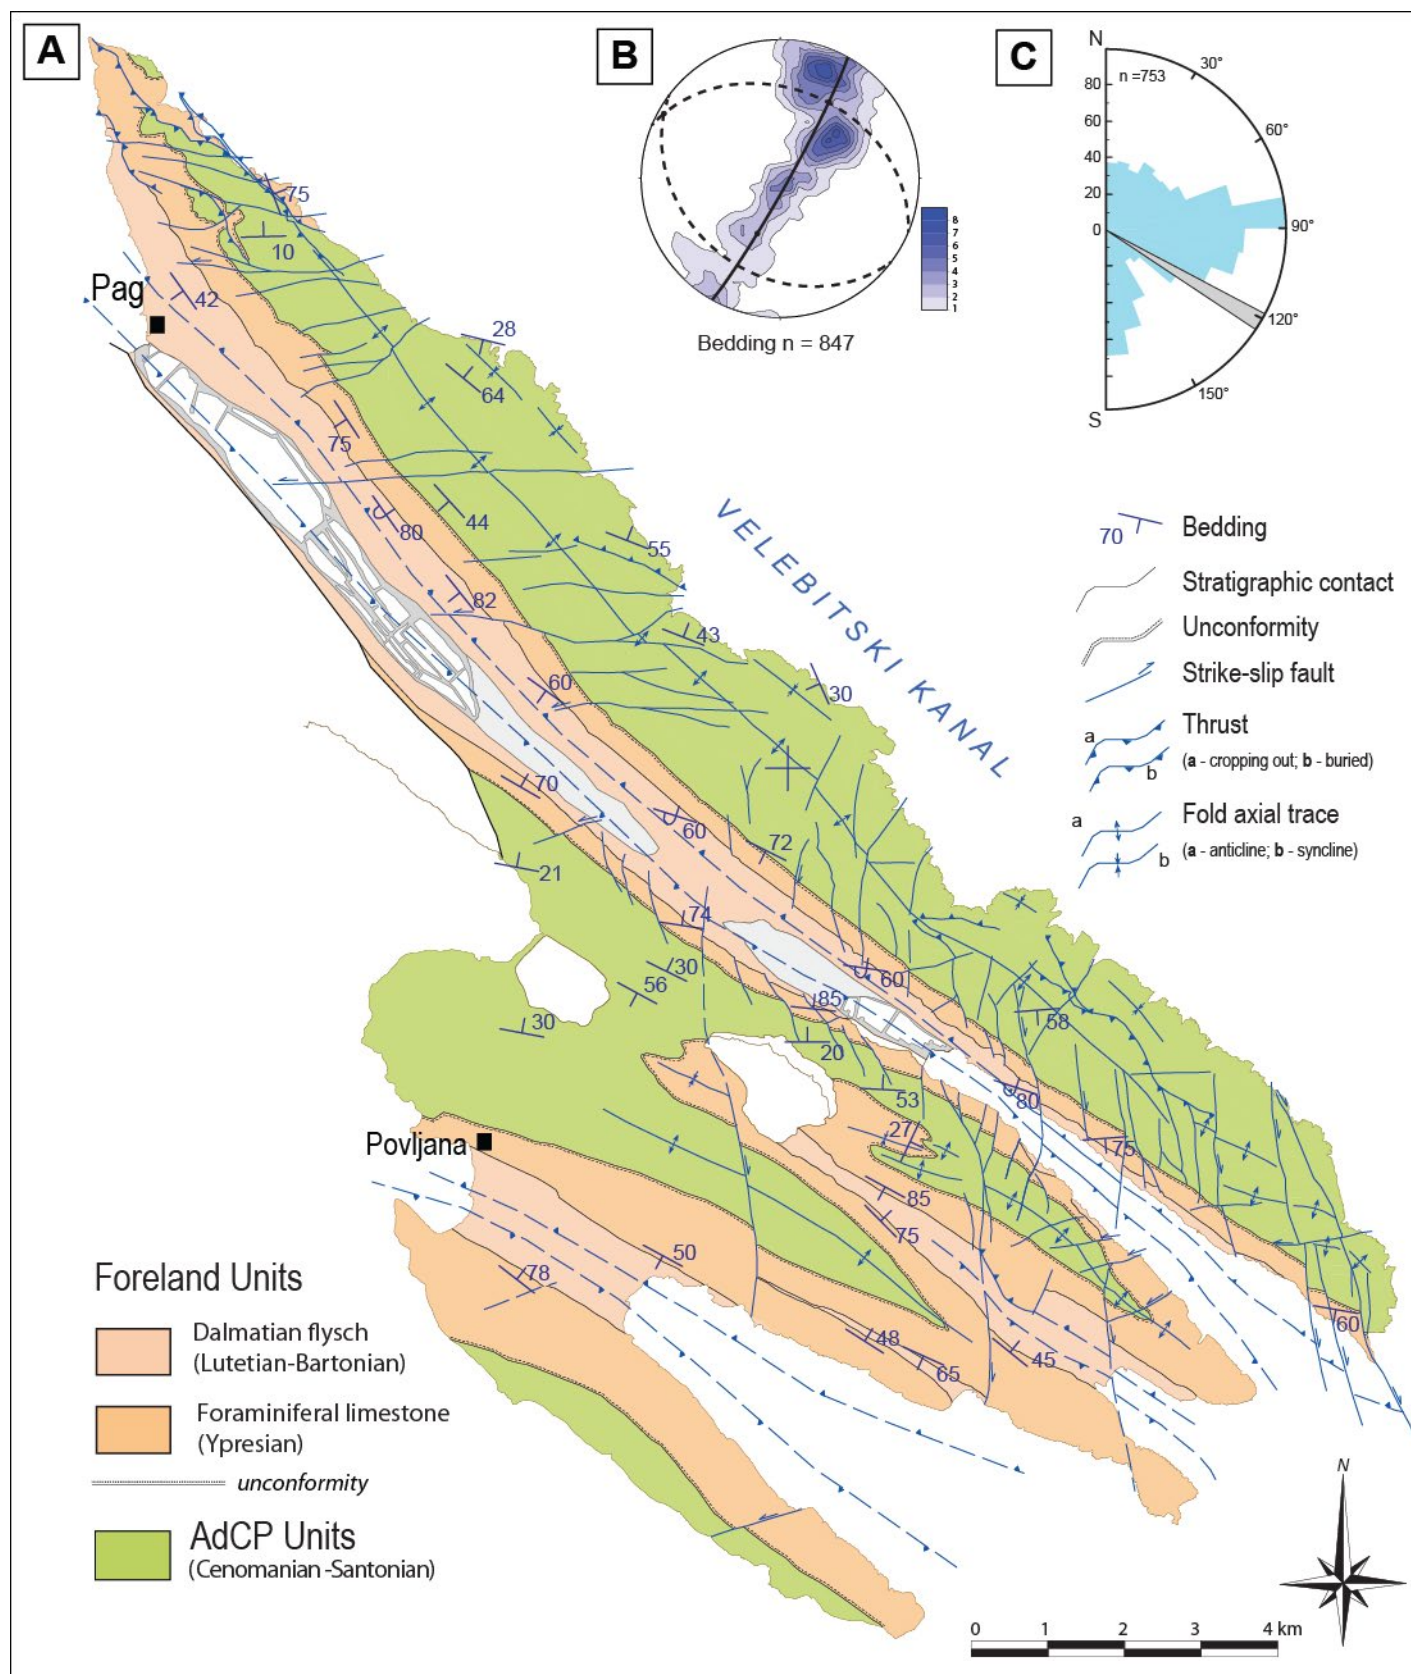 A
B
C
N
n =753
30°
60°
90°
120°
150°
S
80
60
40
20
0
8
7
6
5
4
3
2
1
Bedding n = 847
75
10
Pag
42
28
64
75
44
80
55
82
43
60
30
VELEBITSKI KANAL
70
60
72
21
74
30
56
60
85
30
58
20
53
80
27
75
Povljana
85
75
50
78
48
65
45
60
70
Bedding
Stratigraphic contact
Unconformity
Strike-slip fault
a
Thrust
b
(a - cropping out; b - buried)
a
Fold axial trace
b
(a - anticline; b - syncline)
Foreland Units
Dalmatian flysch
(Lutetian-Bartonian)
Foraminiferal limestone
(Ypresian)
unconformity
AdCP Units
(Cenomanian -Santonian)
N
0 1 2 3 4 km